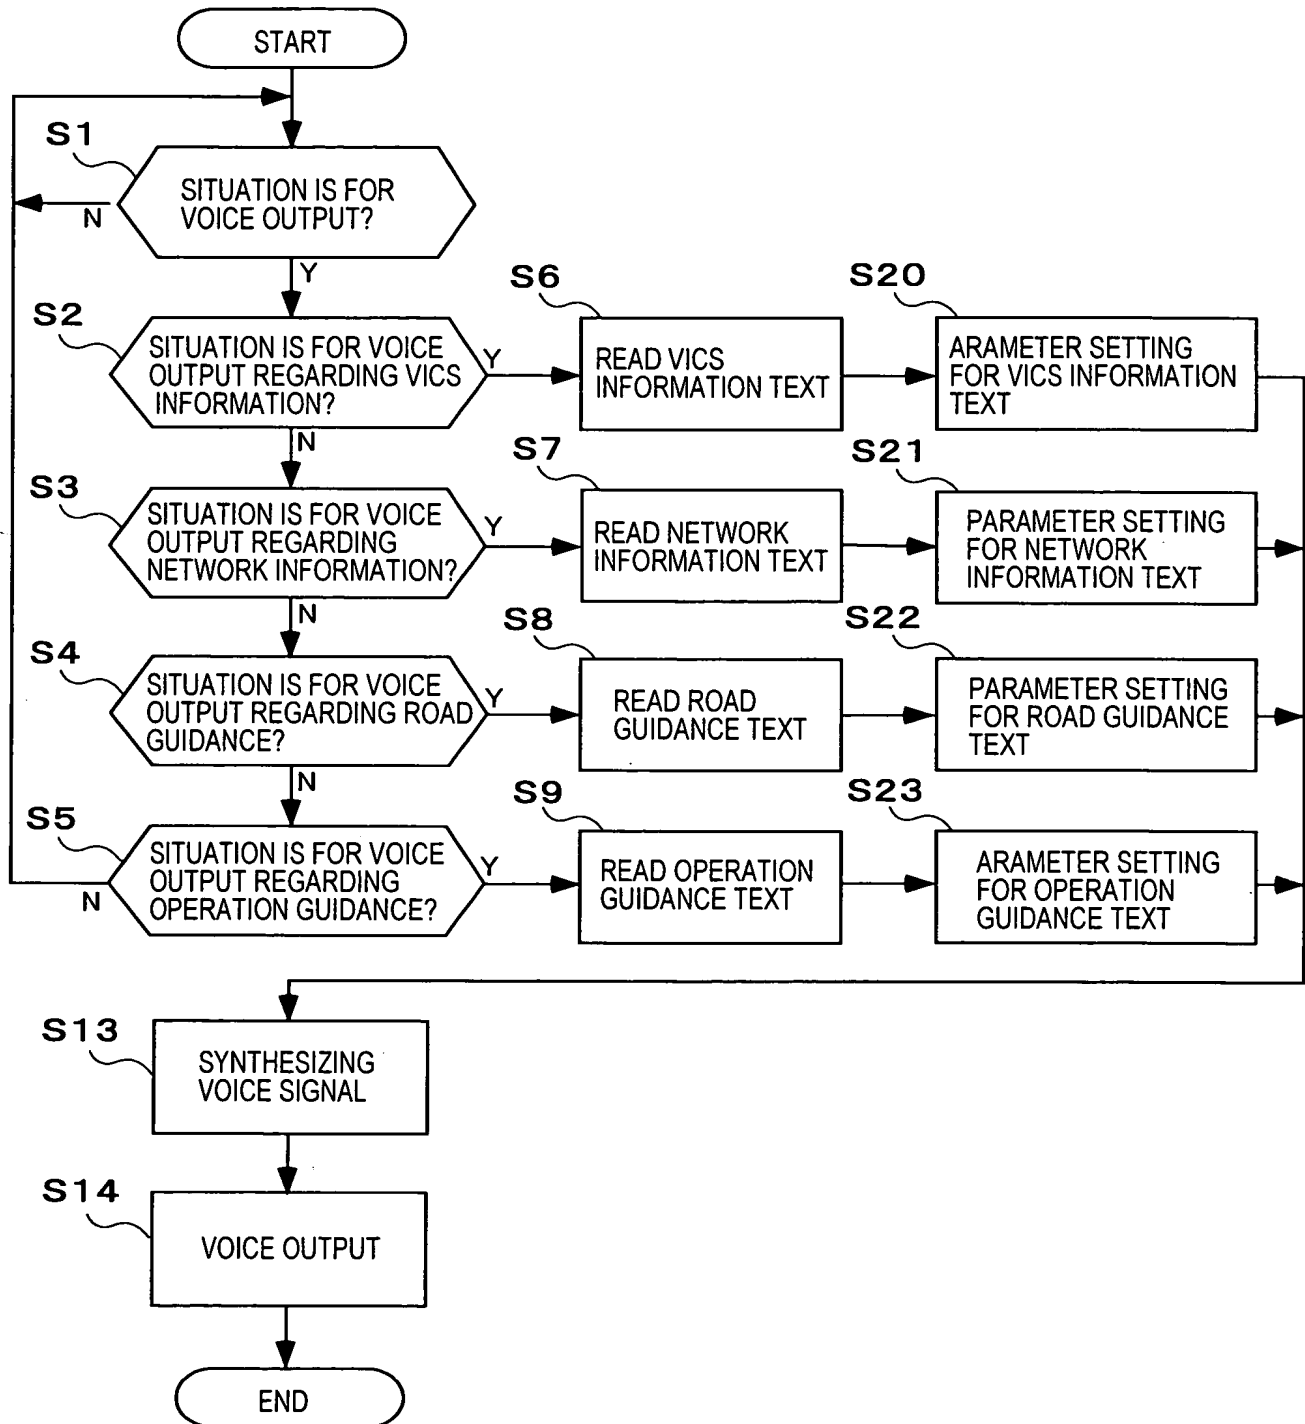 START
S1
SITUATION IS FOR
VOICE OUTPUT?
N
Y
S2
SITUATION IS FOR VOICE
OUTPUT REGARDING VICS
INFORMATION?
Y
N
S6
READ VICS
INFORMATION TEXT
S20
ARAMETER SETTING
FOR VICS INFORMATION
TEXT
S3
SITUATION IS FOR VOICE
OUTPUT REGARDING
NETWORK INFORMATION?
Y
N
S7
READ NETWORK
INFORMATION TEXT
S21
PARAMETER SETTING
FOR NETWORK
INFORMATION TEXT
S4
SITUATION IS FOR VOICE
OUTPUT REGARDING ROAD
GUIDANCE?
Y
N
S8
READ ROAD
GUIDANCE TEXT
S22
PARAMETER SETTING
FOR ROAD GUIDANCE
TEXT
S5
SITUATION IS FOR VOICE
OUTPUT REGARDING
OPERATION GUIDANCE?
Y
N
S9
READ OPERATION
GUIDANCE TEXT
S23
ARAMETER SETTING
FOR OPERATION
GUIDANCE TEXT
S13
SYNTHESIZING
VOICE SIGNAL
S14
VOICE OUTPUT
END